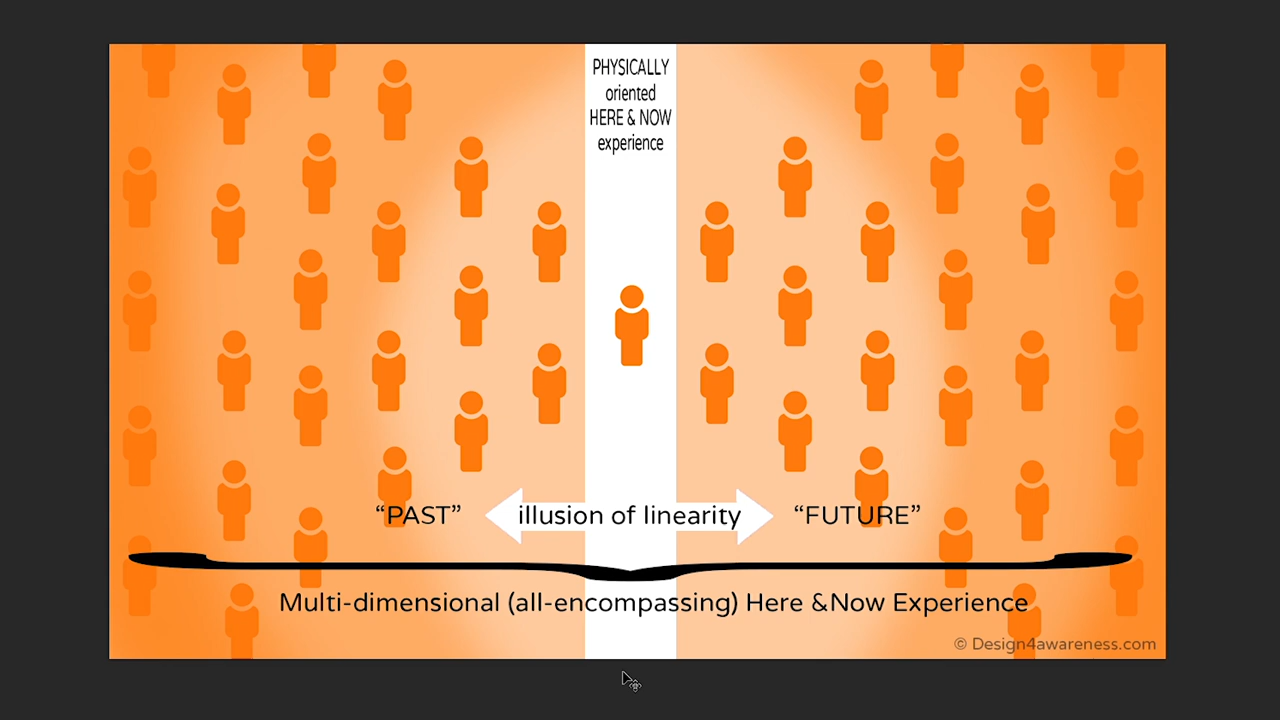 PHYSICALLY
oriented
HERE & NOW
experience
“PAST” illusion of linearity “FUTURE”
Multi-dimensional (all-encompassing) Here &Now Experience
© Design4awareness.com